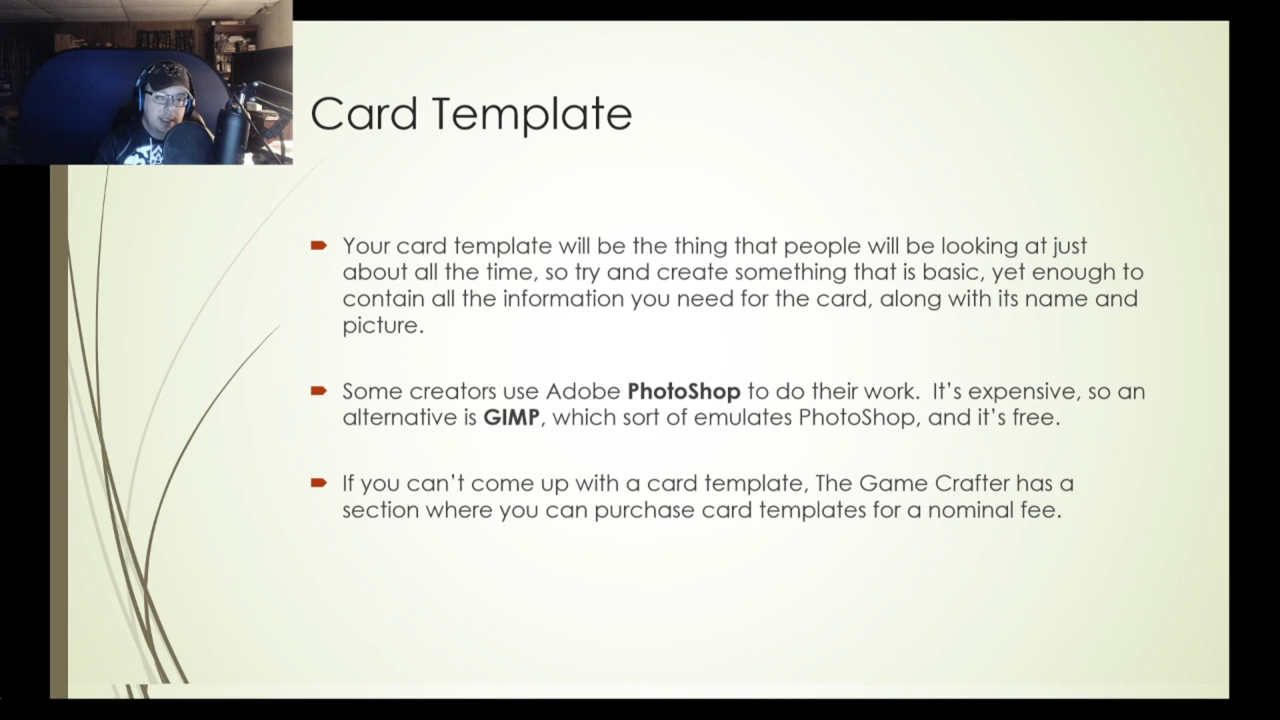 Card Template
Your card template will be the thing that people will be looking at just
about all the time, so try and create something that is basic, yet enough to
contain all the information you need for the card, along with its name and
picture.
Some creators use Adobe PhotoShop to do their work.  It's expensive, so an
alternative is GIMP, which sort of emulates PhotoShop, and it's free.
If you can't come up with a card template, The Game Crafter has a
section where you can purchase card templates for a nominal fee.